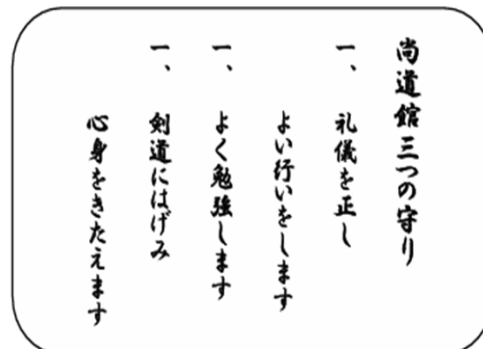 尚道館三つの守り
一、礼儀を正し
よい行いをします
一、よく勉強します
一、剣道にはげみ
心身をきたえます